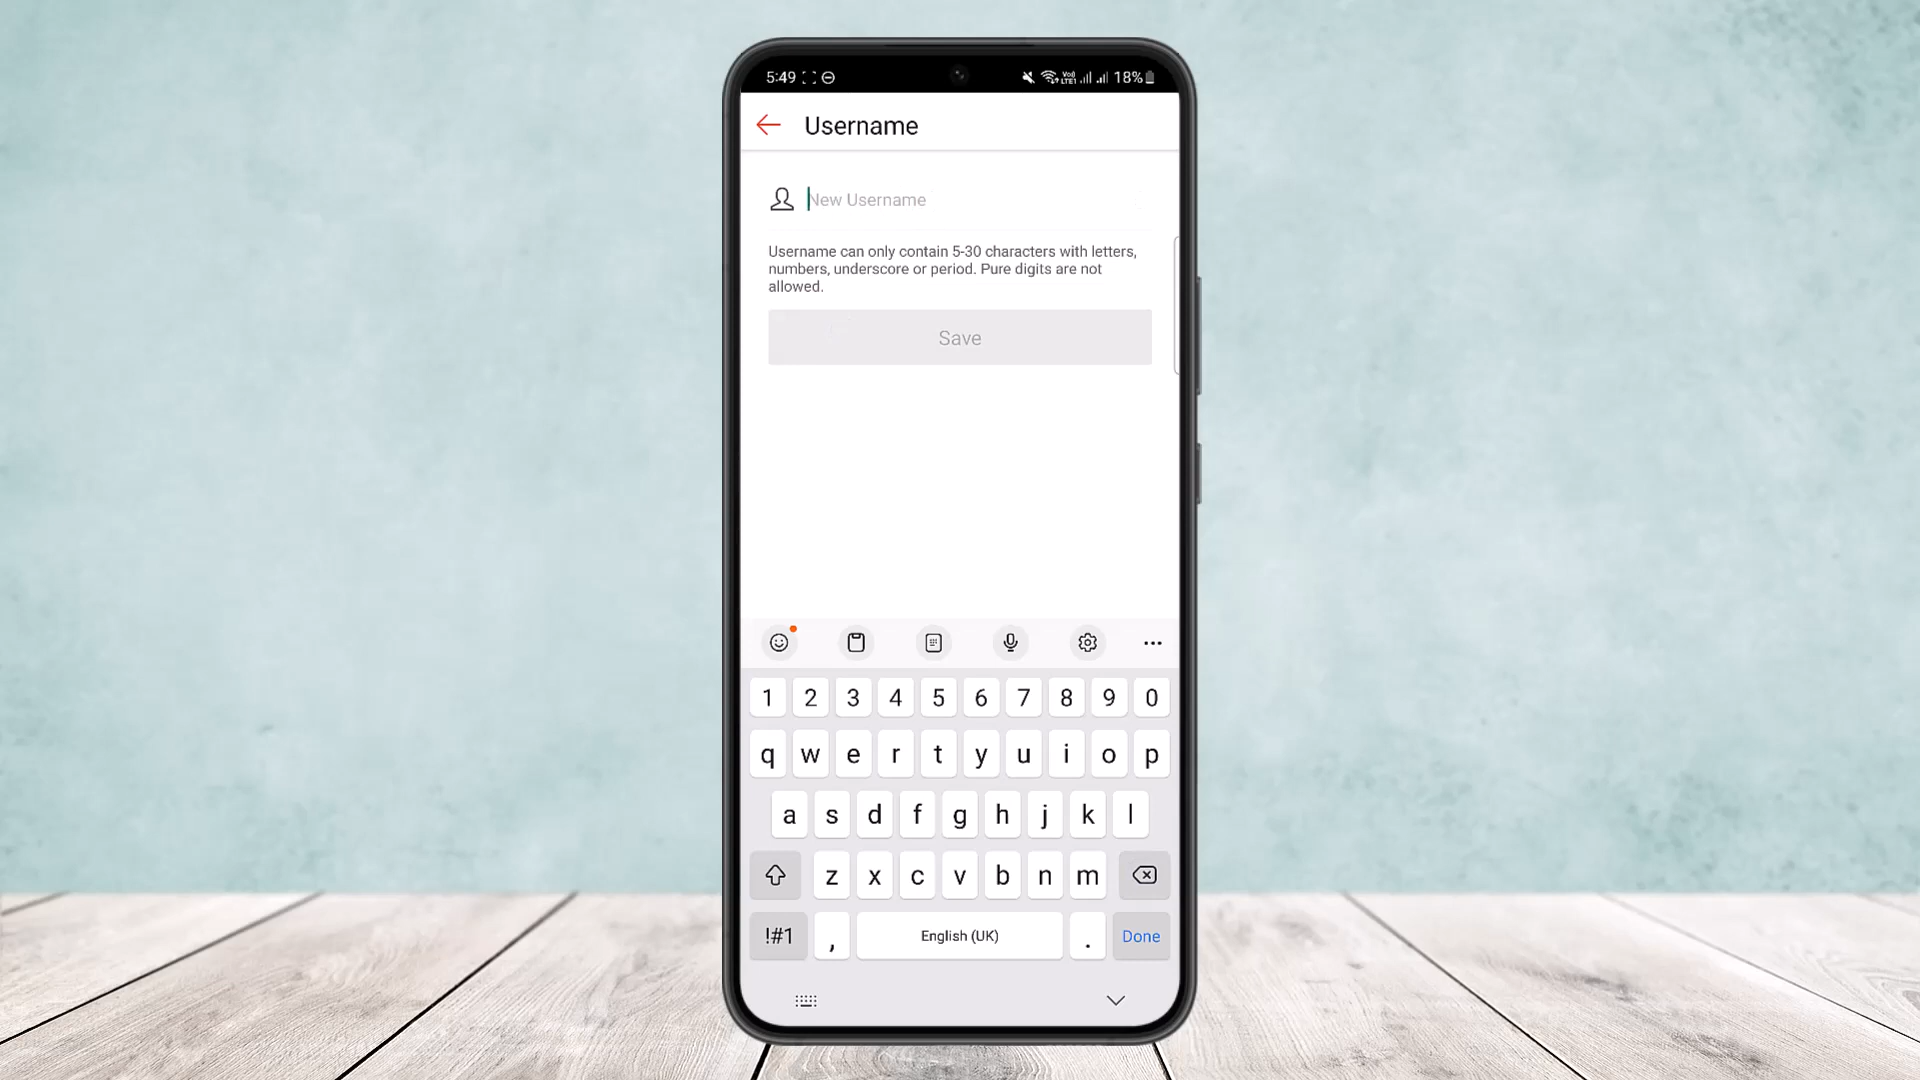 5:49 18%
Username
New Username
Username can only contain 5-30 characters with letters,
numbers, underscore or period. Pure digits are not
allowed.
Save
1 2 3 4 5 6 7 8 9 0
q w e r t y u i o p
a s d f g h j k l
z x c v b n m
!#1 , English (UK) . Done